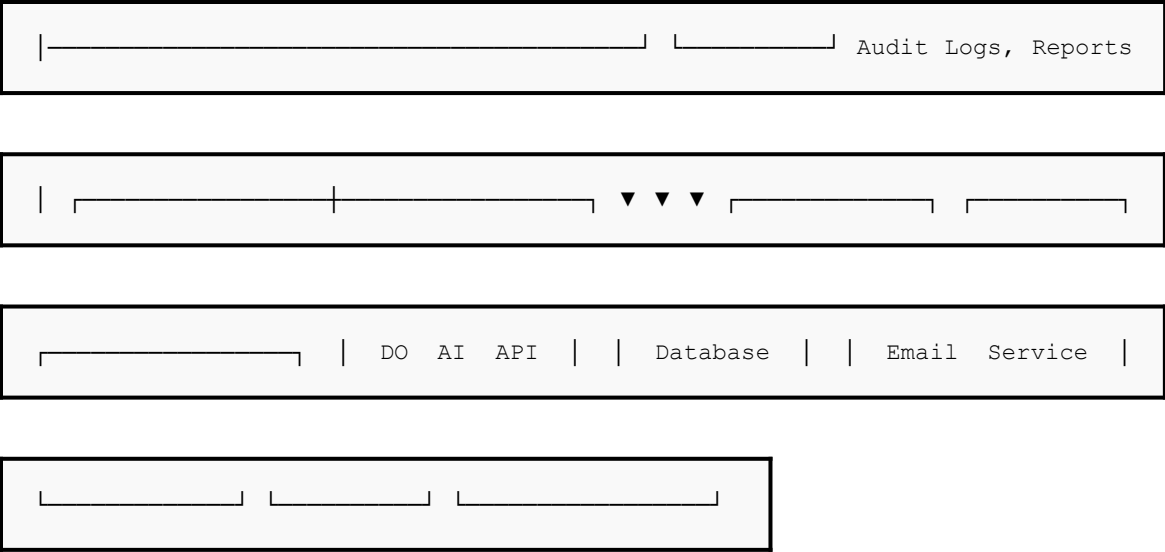 │─────────────────────────────────────────┘ └────────────┘ Audit Logs, Reports
│ ┌─────────────────┼─────────────────┐ ▼ ▼ ▼ ┌─────────────┐ ┌──────────┐
┌─────────────────┐ │ DO AI API │ │ Database │ │ Email Service │
└─────────────┘ └──────────┘ └─────────────────┘